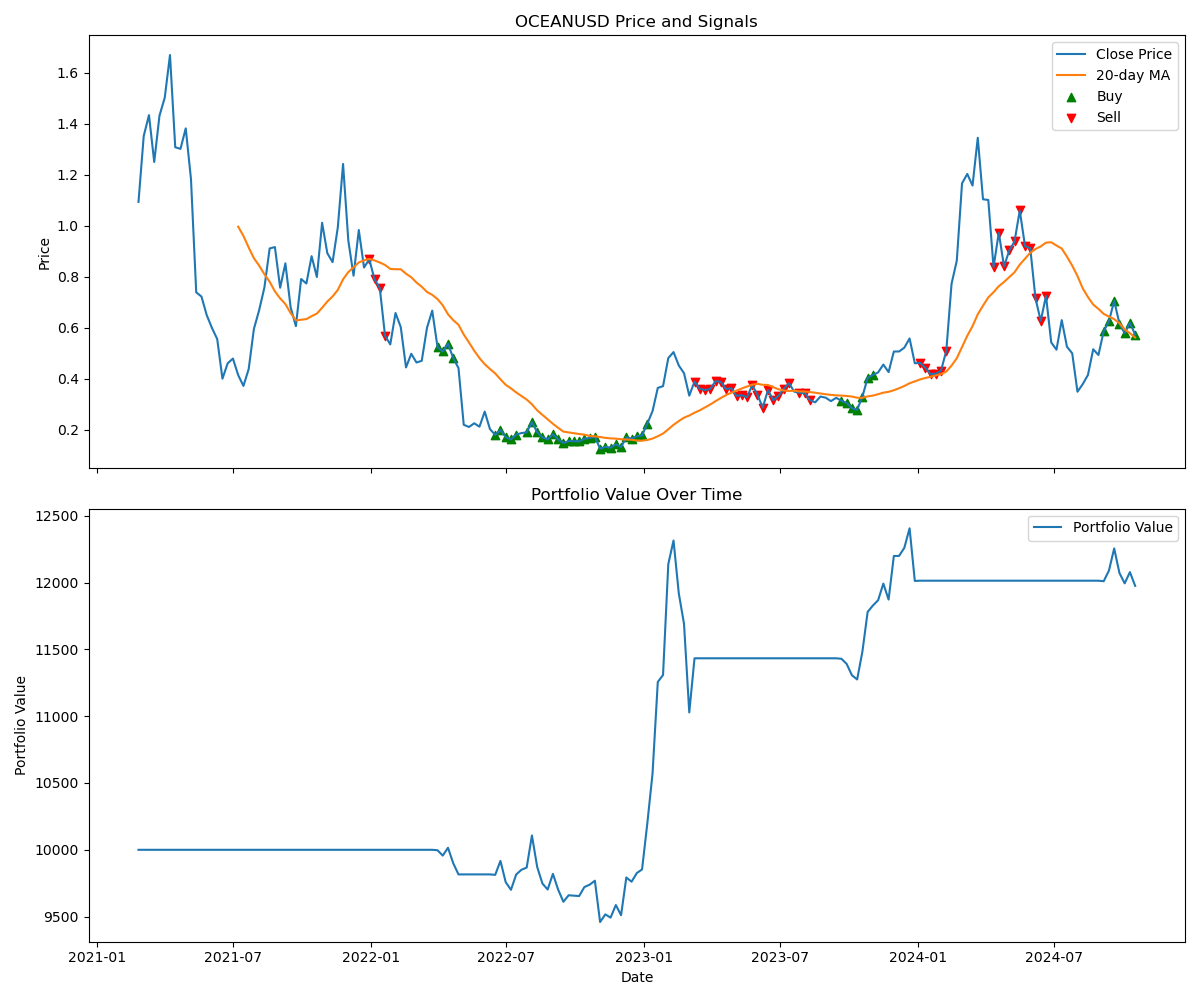 OCEANUSD Price and Signals
Close Price
20-day MA
Buy
Sell
Price
1.6
1.4
1.2
1.0
0.8
0.6
0.4
0.2
Portfolio Value Over Time
Portfolio Value
Portfolio Value
12500
12000
11500
11000
10500
10000
9500
2021-01 2021-07 2022-01 2022-07 2023-01 2023-07 2024-01 2024-07
Date